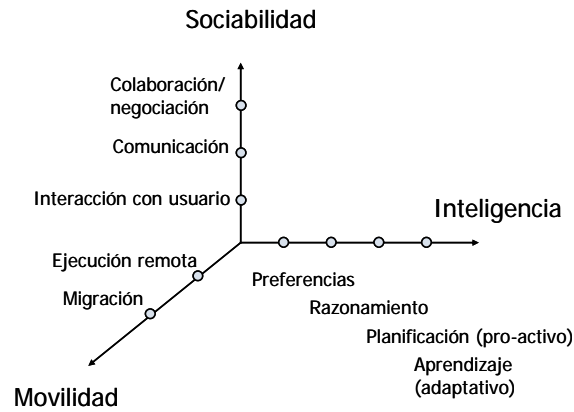 Sociabilidad
Colaboración/
negociación
Comunicación
Interacción con usuario
Inteligencia
Ejecución remota
Preferencias
Migración
Razonamiento
Planificación (pro-activo)
Aprendizaje
(adaptativo)
Movilidad